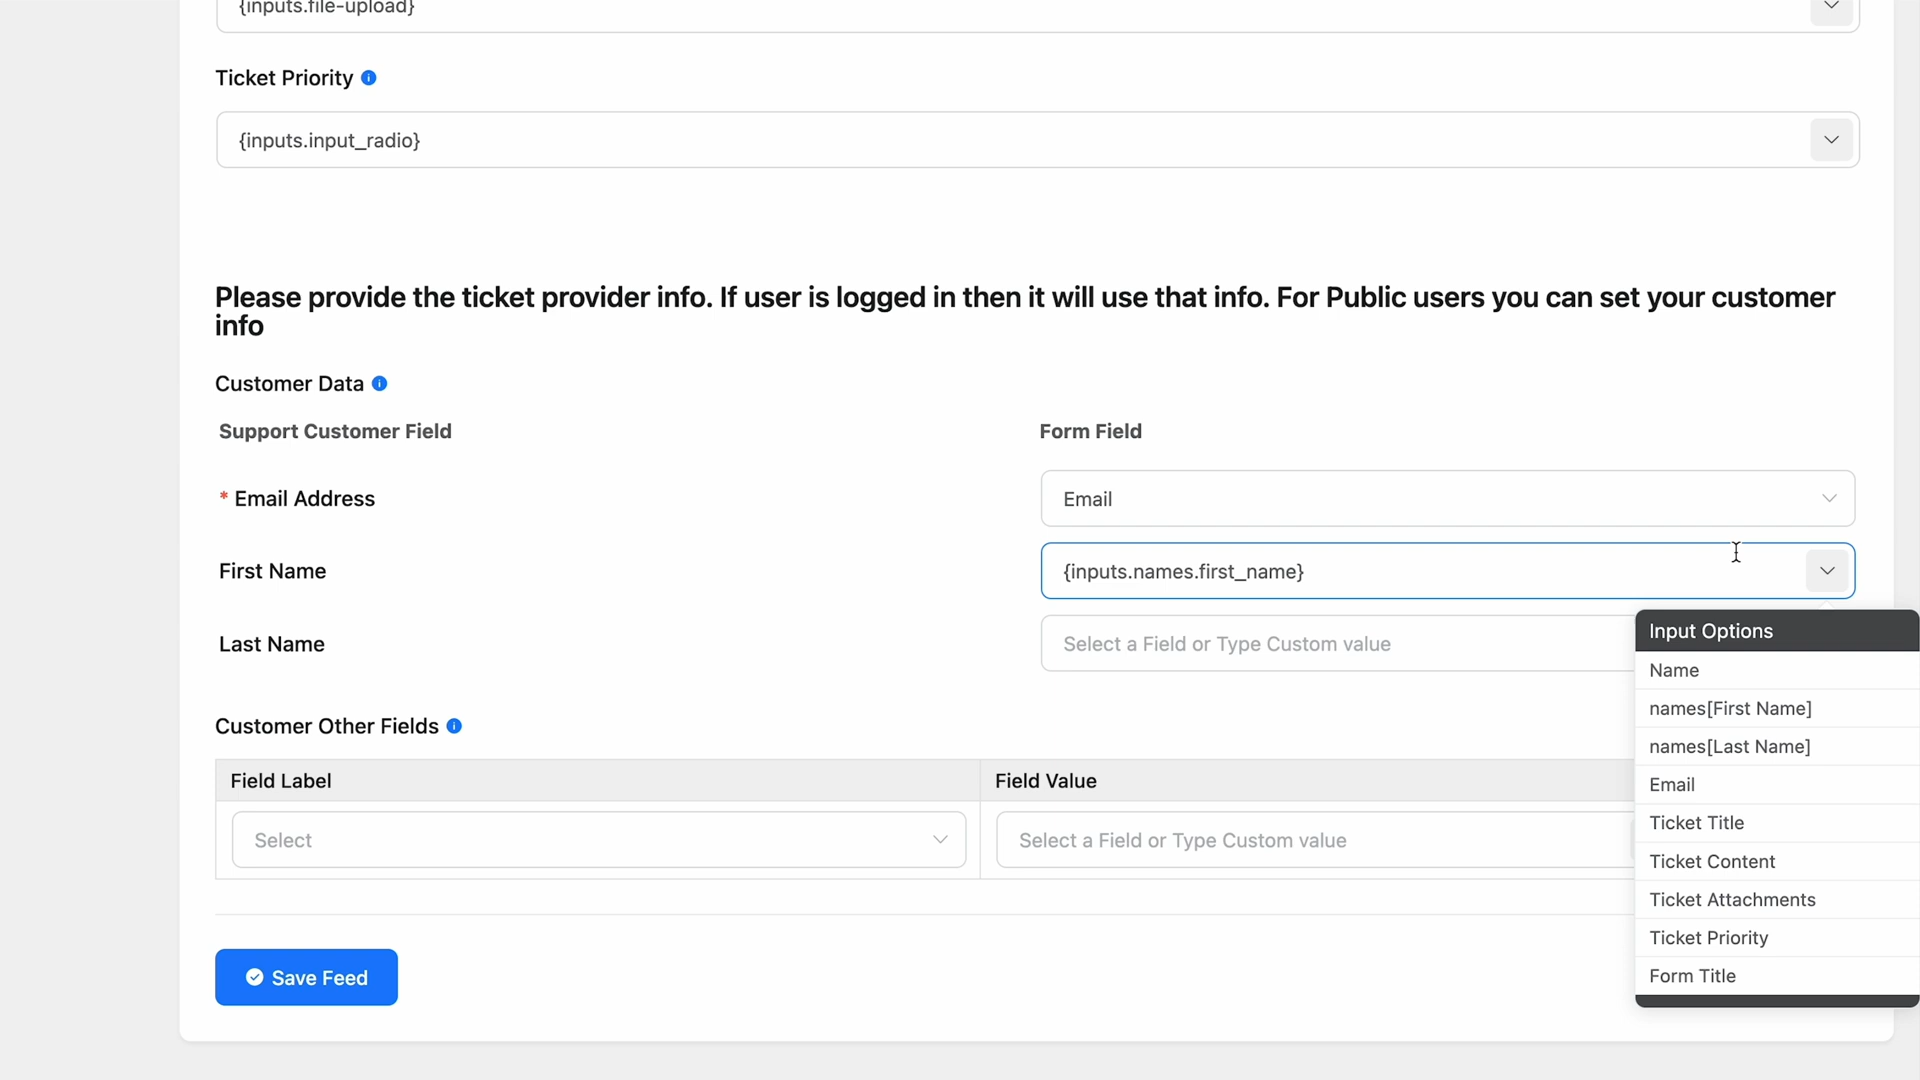 {inputs.file-upload}
Ticket Priority
{inputs.input_radio}
Please provide the ticket provider info. If user is logged in then it will use that info. For Public users you can set your customer
info
Customer Data
Support Customer Field
Form Field
* Email Address
Email
First Name
{inputs.names.first_name}
Last Name
Select a Field or Type Custom value
Input Options
Name
names[First Name]
names[Last Name]
Email
Ticket Title
Ticket Content
Ticket Attachments
Ticket Priority
Form Title
Customer Other Fields
Field Label
Field Value
Select
Select a Field or Type Custom value
Save Feed